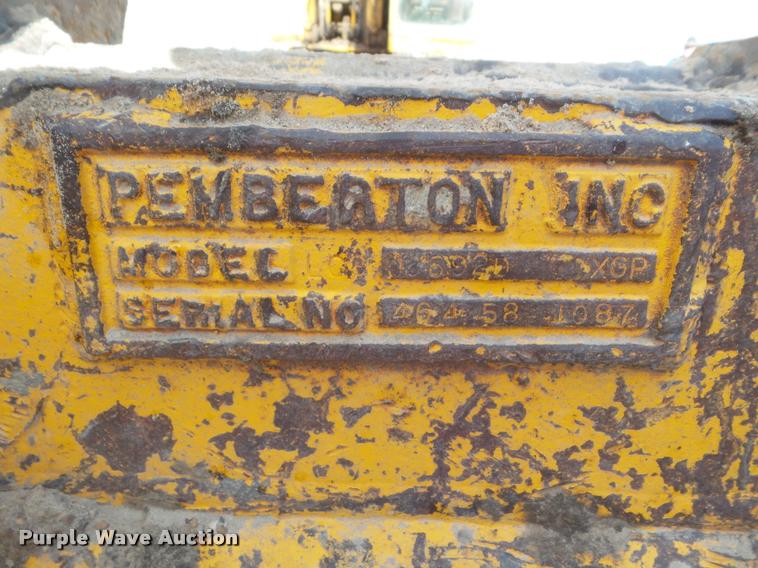 PEMBERTON INC
MODEL
SERIAL NO 464 58 1087
Purple Wave Auction